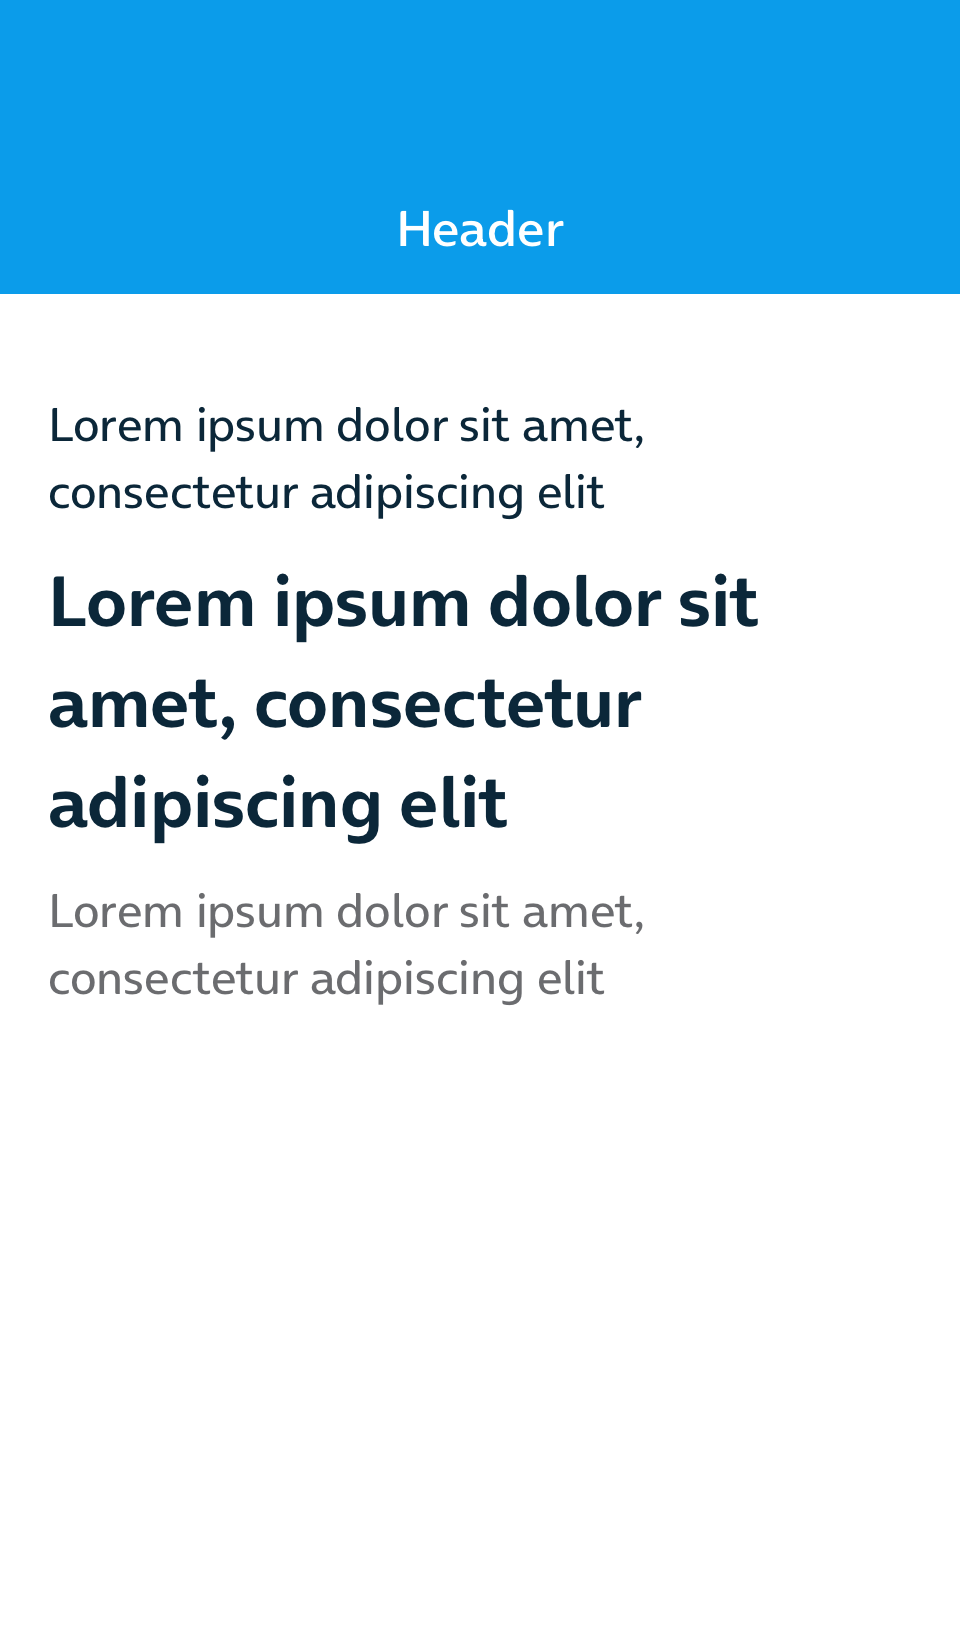 Header
Lorem ipsum dolor sit amet,
consectetur adipiscing elit
Lorem ipsum dolor sit
amet, consectetur
adipiscing elit
Lorem ipsum dolor sit amet,
consectetur adipiscing elit